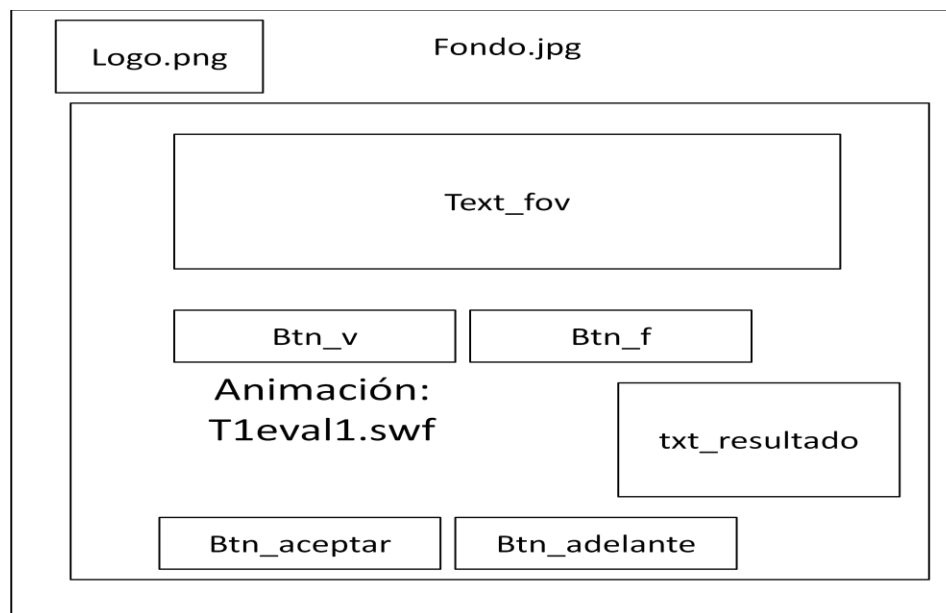 Logo.png
Fondo.jpg
Text_fov
Btn_v
Btn_f
Animación:
T1eval1.swf
txt_resultado
Btn_aceptar
Btn_adelante